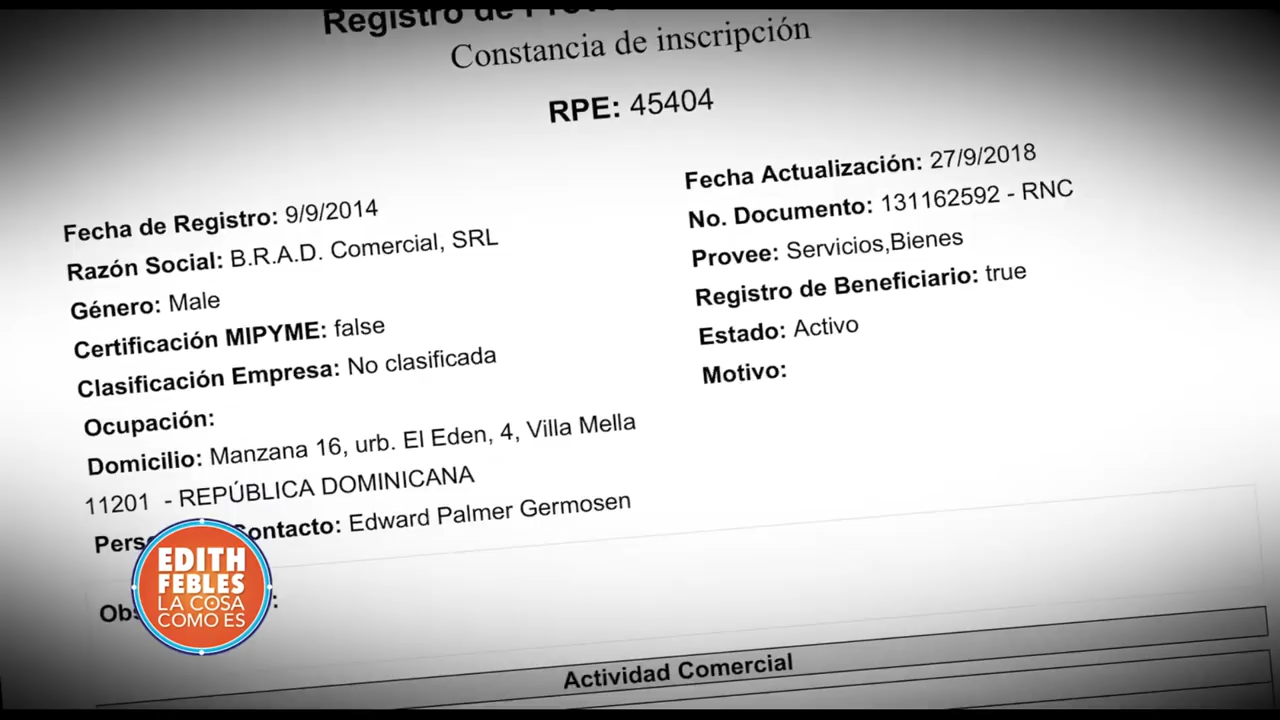 Registro de
Constancia de inscripción
RPE: 45404
Fecha de Registro: 9/9/2014
Razón Social: B.R.A.D. Comercial, SRL
Género: Male
Certificación MIPYME: false
Clasificación Empresa: No clasificada
Ocupación:
Domicilio: Manzana 16, urb. El Eden, 4, Villa Mella
11201 - REPÚBLICA DOMINICANA
Contacto: Edward Palmer Germosen
Fecha Actualización: 27/9/2018
No. Documento: 131162592 - RNC
Provee: Servicios,Bienes
Registro de Beneficiario: true
Estado: Activo
Motivo:
EDITH
FEBLES
LA COSA
COMO ES
Actividad Comercial